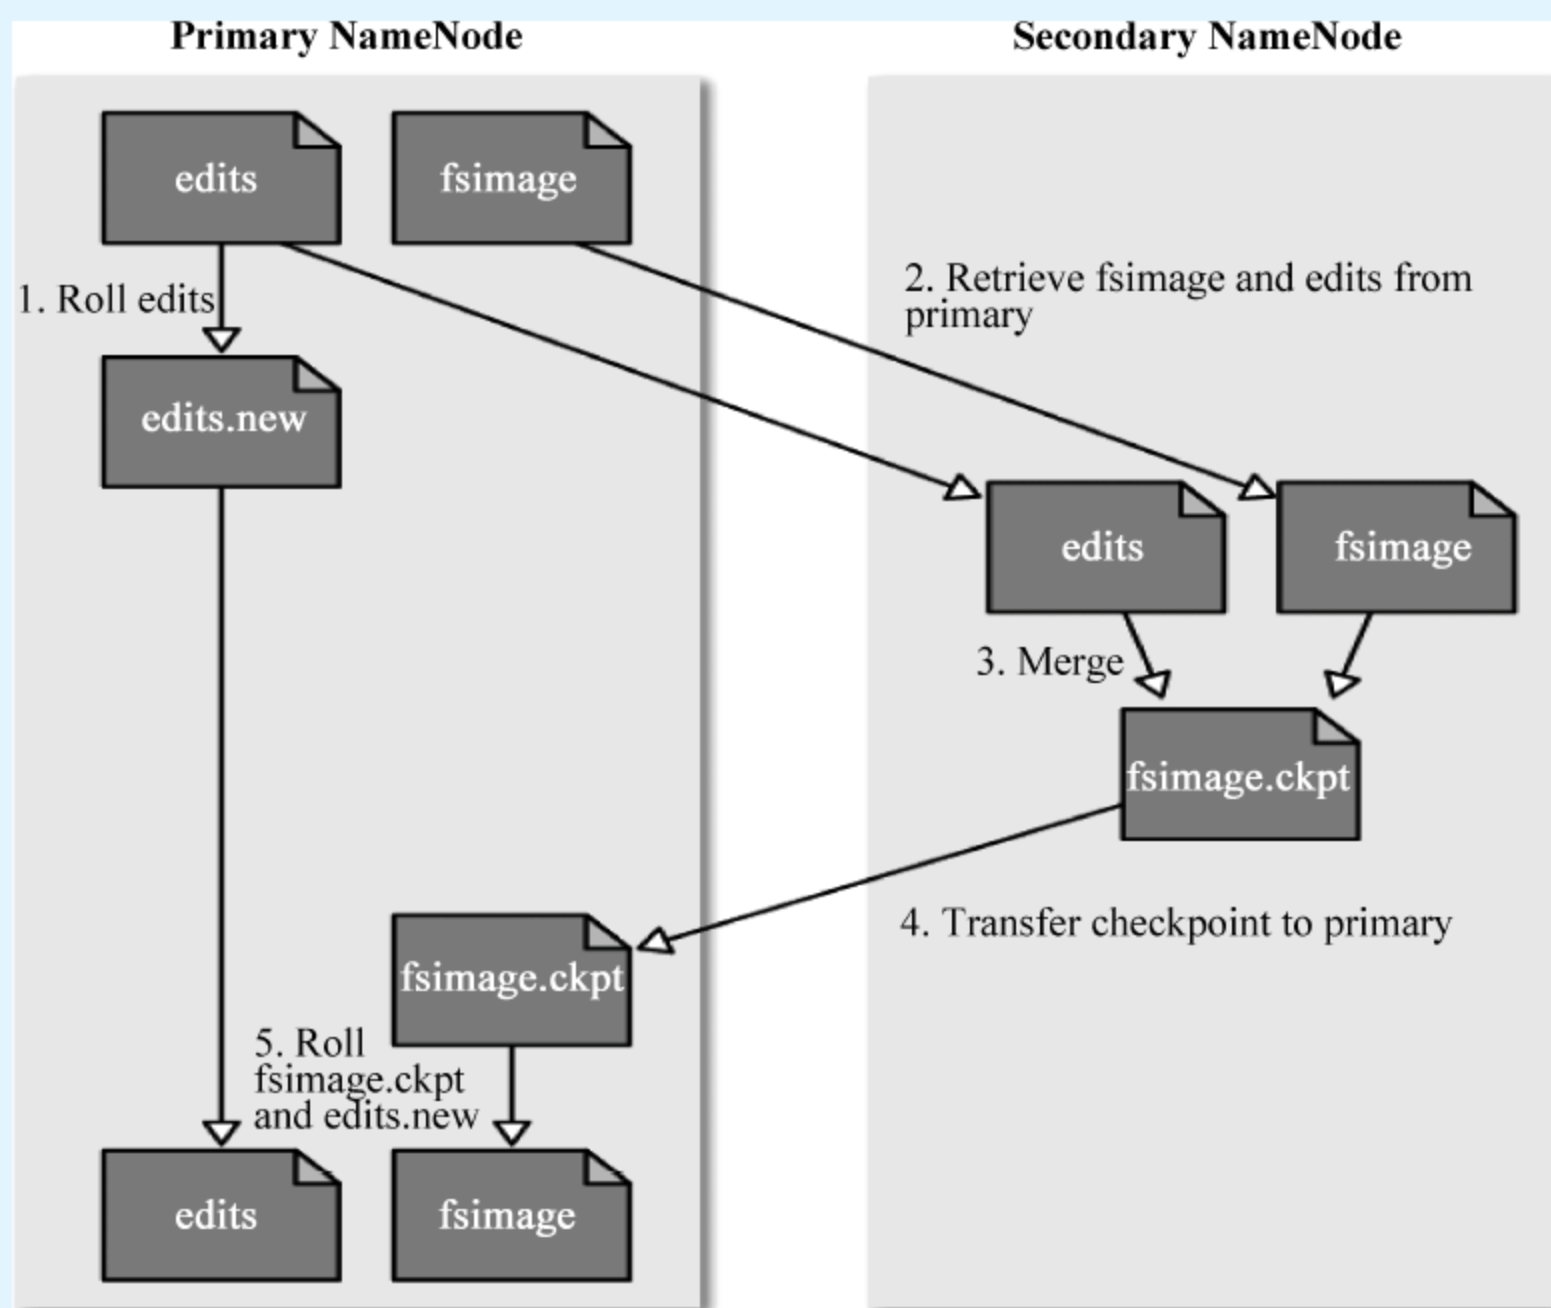 Primary NameNode
Secondary NameNode
edits
fsimage
1. Roll edits
2. Retrieve fsimage and edits from
primary
edits.new
edits
fsimage
3. Merge
fsimage.ckpt
4. Transfer checkpoint to primary
fsimage.ckpt
5. Roll
fsimage.ckpt
and edits.new
edits
fsimage